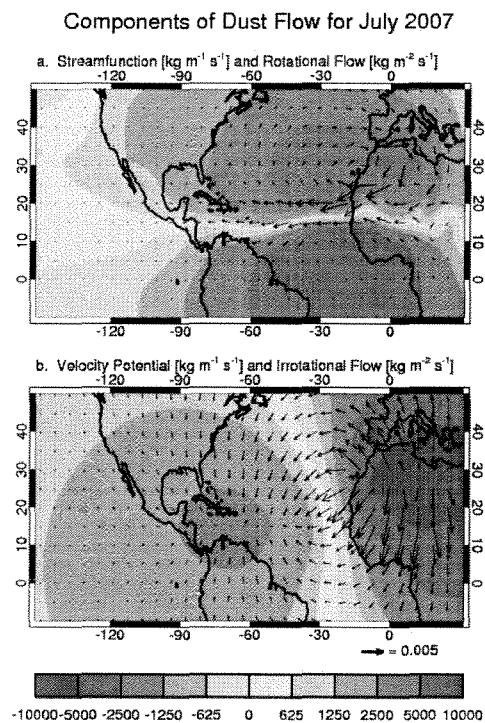 Components of Dust Flow for July 2007
a. Streamfunction [kg m⁻¹ s⁻¹] and Rotational Flow [kg m⁻² s⁻¹]
-120 -90 -60 -30 0
40 40
30 30
20 20
10 10
0 0
-120 -90 -60 -30 0
b. Velocity Potential [kg m⁻¹ s⁻¹] and Irrotational Flow [kg m⁻² s⁻¹]
-120 -90 -60 -30 0
40 40
30 30
20 20
10 10
0 0
-120 -90 -60 -30 0
= 0.005
-10000 -5000 -2500 -1250 -625 0 625 1250 2500 5000 10000